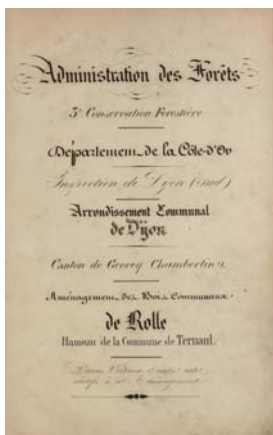 Administration des Forêts
3e Conservation Forestière
Département de la Côte-d'Or
Inspection de Dijon (Sud)
Arrondissement Communal
de Dijon
Canton de Gevrey Chambertin
Aménagement des Bois Communaux
de Rolle
Hameau de la Commune de Ternant.